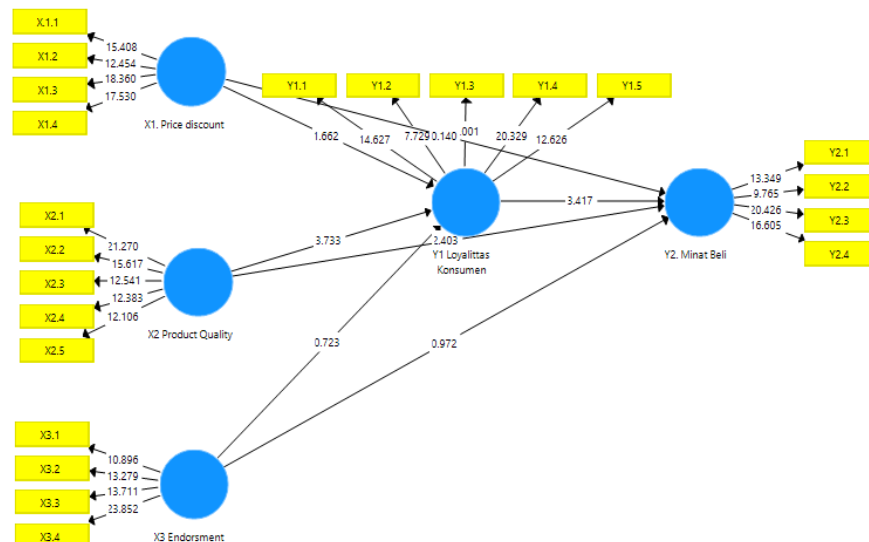 X.1.1
X1.2
X1.3
X1.4
15.408
12.454
18.360
17.530
X1. Price discount
Y1.1
Y1.2
Y1.3
Y1.4
Y1.5
14.627
7.729
0.140
.001
20.329
12.626
1.662
Y2.1
Y2.2
Y2.3
Y2.4
13.349
9.765
20.426
16.605
Y2. Minat Beli
3.417
X2.1
X2.2
X2.3
X2.4
X2.5
21.270
15.617
12.541
12.383
12.106
X2 Product Quality
3.733
2.403
Y1 Loyalittas
Konsumen
0.723
0.972
X3.1
X3.2
X3.3
X3.4
10.896
13.279
13.711
23.852
X3 Endorsment